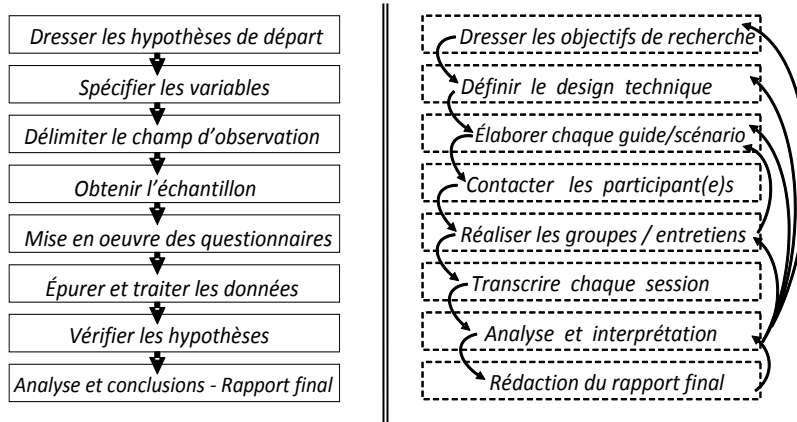 Dresser les hypothèses de départ
Spécifier les variables
Délimiter le champ d'observation
Obtenir l'échantillon
Mise en oeuvre des questionnaires
Épurer et traiter les données
Vérifier les hypothèses
Analyse et conclusions - Rapport final
Dresser les objectifs de recherche
Définir le design technique
Élaborer chaque guide/scénario
Contacter les participant(e)s
Réaliser les groupes / entretiens
Transcrire chaque session
Analyse et interprétation
Rédaction du rapport final